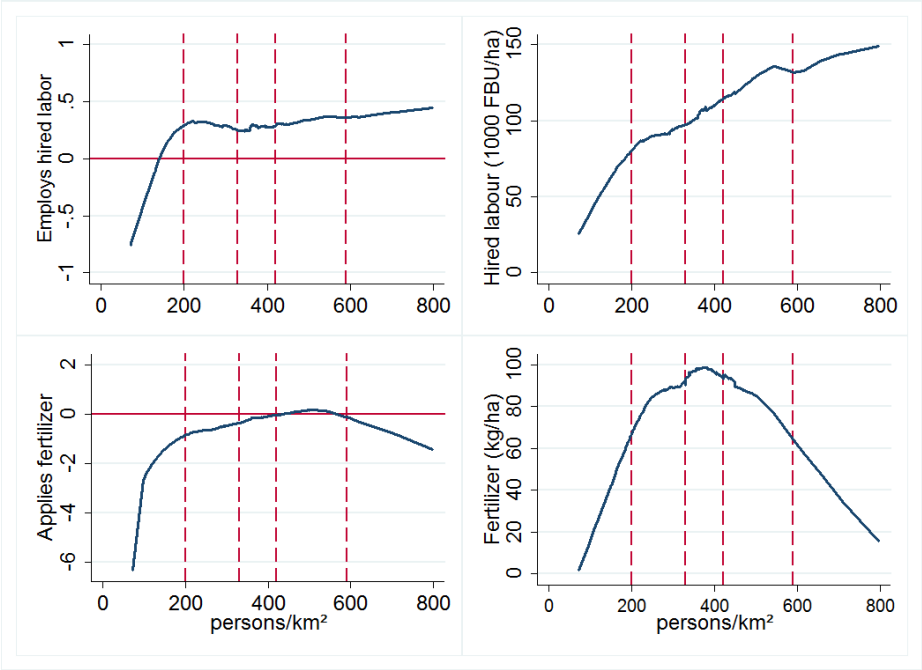 Employs hired labor
1
.5
0
-.5
-1
0 200 400 600 800
Hired labour (1000 FBU/ha)
150
100
50
0
0 200 400 600 800
Applies fertilizer
2
0
-2
-4
-6
0 200 400 600 800
persons/km²
Fertilizer (kg/ha)
100
80
60
40
20
0
0 200 400 600 800
persons/km²